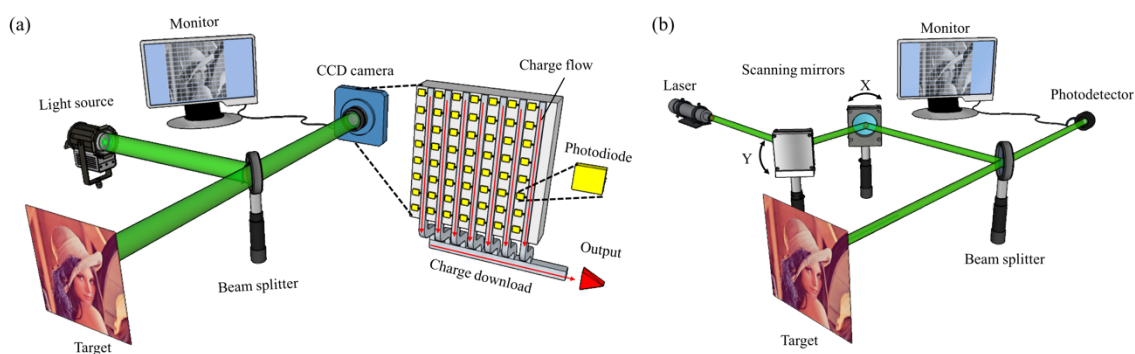 (a)
Monitor
CCD camera
Charge flow
Light source
Photodiode
Output
Charge download
Beam splitter
Target
(b)
Monitor
Scanning mirrors
Laser
X
Photodetector
Y
Beam splitter
Target